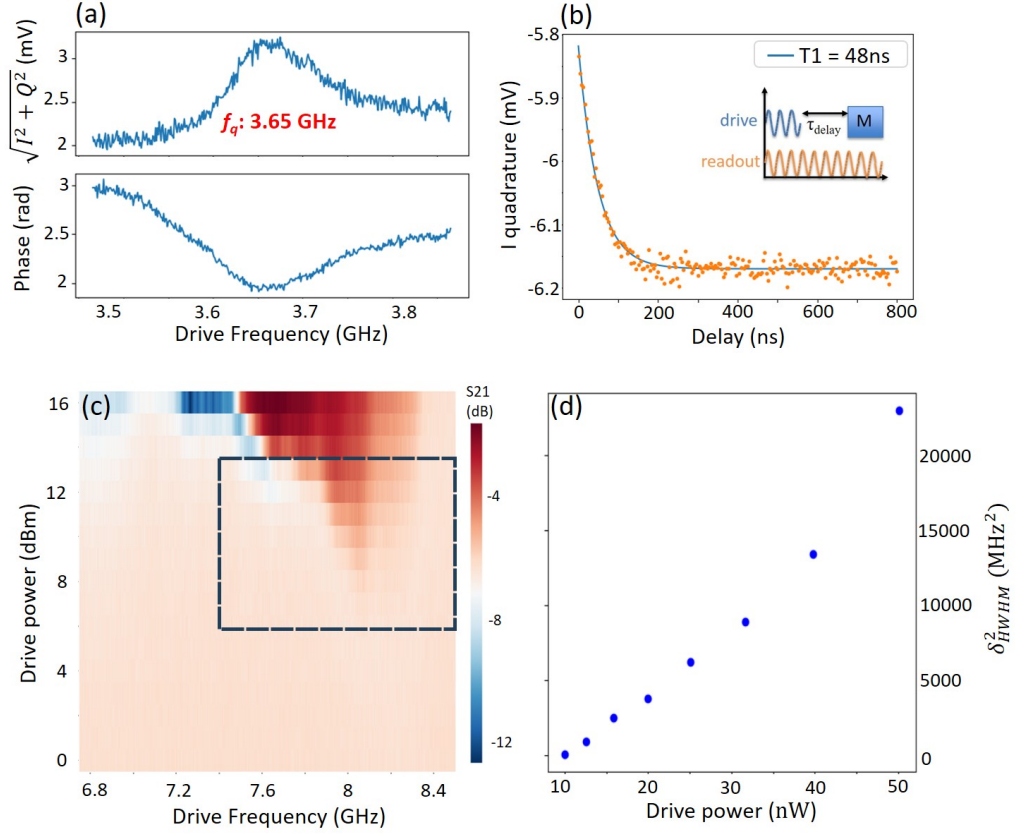 (a)
√I² + Q² (mV)
3
2.5
2
f_q: 3.65 GHz
Phase (rad)
3
2.5
2
3.5 3.6 3.7 3.8
Drive Frequency (GHz)
(b)
I quadrature (mV)
-5.8
-5.9
-6
-6.1
-6.2
T1 = 48ns
drive
τ_delay
M
readout
0 200 400 600 800
Delay (ns)
(c)
Drive power (dBm)
16
12
8
4
0
6.8 7.2 7.6 8 8.4
Drive Frequency (GHz)
S21
(dB)
-4
-8
-12
(d)
20000
15000
10000
5000
0
δ²_HWHM (MHz²)
10 20 30 40 50
Drive power (nW)